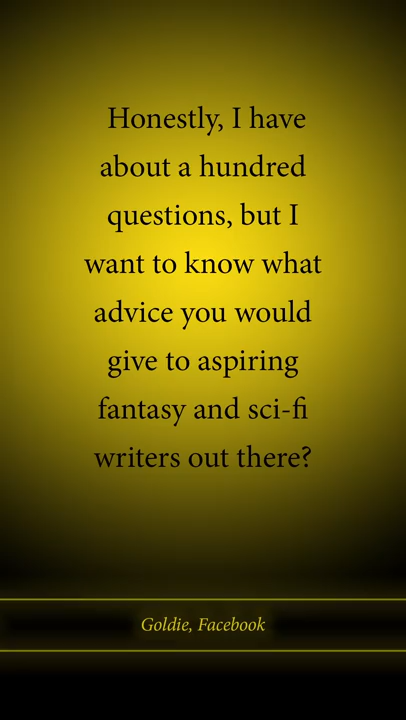 Honestly, I have
about a hundred
questions, but I
want to know what
advice you would
give to aspiring
fantasy and sci-fi
writers out there?
Goldie, Facebook